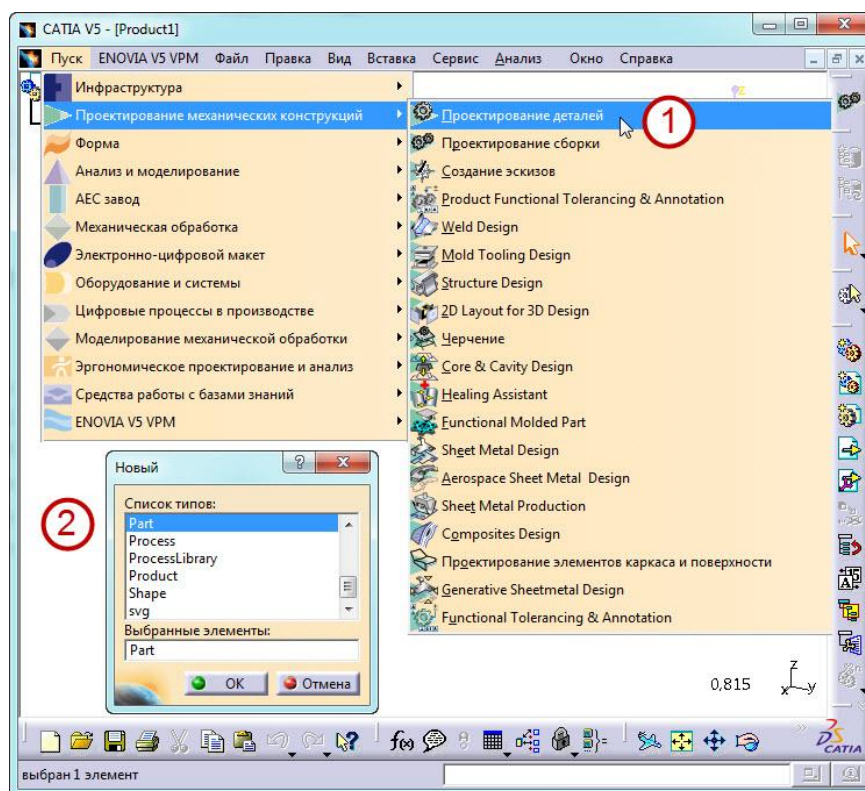 CATIA V5 - [Product1]
Пуск ENOVIA V5 VPM Файл Правка Вид Вставка Сервис Анализ Окно Справка
Инфраструктура
Проектирование механических конструкций
Форма
Анализ и моделирование
АЕС завод
Механическая обработка
Электронно-цифровой макет
Оборудование и системы
Цифровые процессы в производстве
Моделирование механической обработки
Эргономическое проектирование и анализ
Средства работы с базами знаний
ENOVIA V5 VPM
z
Проектирование деталей
1
Проектирование сборки
Создание эскизов
Product Functional Tolerancing & Annotation
Weld Design
Mold Tooling Design
Structure Design
2D Layout for 3D Design
Черчение
Core & Cavity Design
Healing Assistant
Functional Molded Part
Sheet Metal Design
Aerospace Sheet Metal Design
Sheet Metal Production
Composites Design
Проектирование элементов каркаса и поверхности
Generative Sheetmetal Design
Functional Tolerancing & Annotation
2
Новый
Список типов:
Part
Process
ProcessLibrary
Product
Shape
svg
Выбранные элементы:
Part
OK Отмена
0,815
z
x y
f(x)
CATIA
выбран 1 элемент